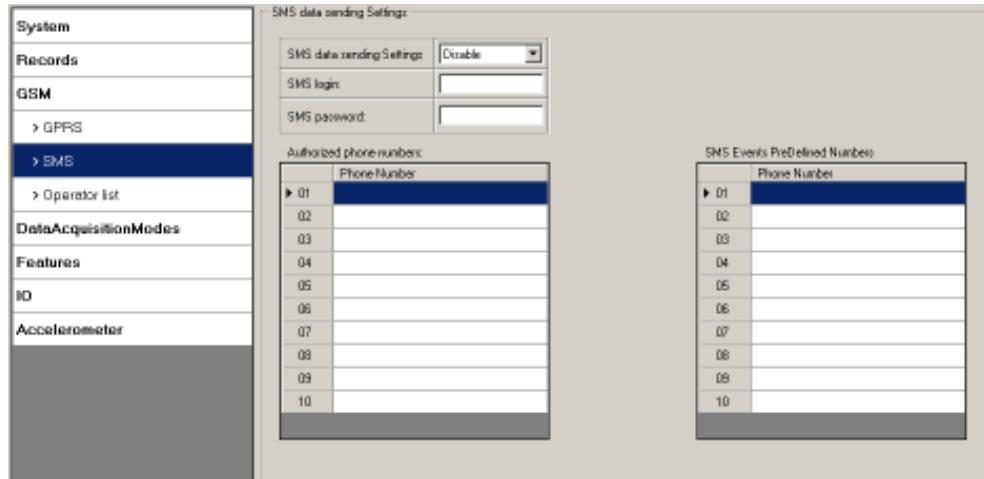 System
Records
GSM
> GPRS
> SMS
> Operator list
DataAcquisitionModes
Features
IO
Accelerometer
SMS data sending Settings:
SMS data sending Settings Disable
SMS login:
SMS password:
Authorized phone numbers:
Phone Number
01
02
03
04
05
06
07
08
09
10
SMS Events PreDefined Numbers
Phone Number
01
02
03
04
05
06
07
08
09
10